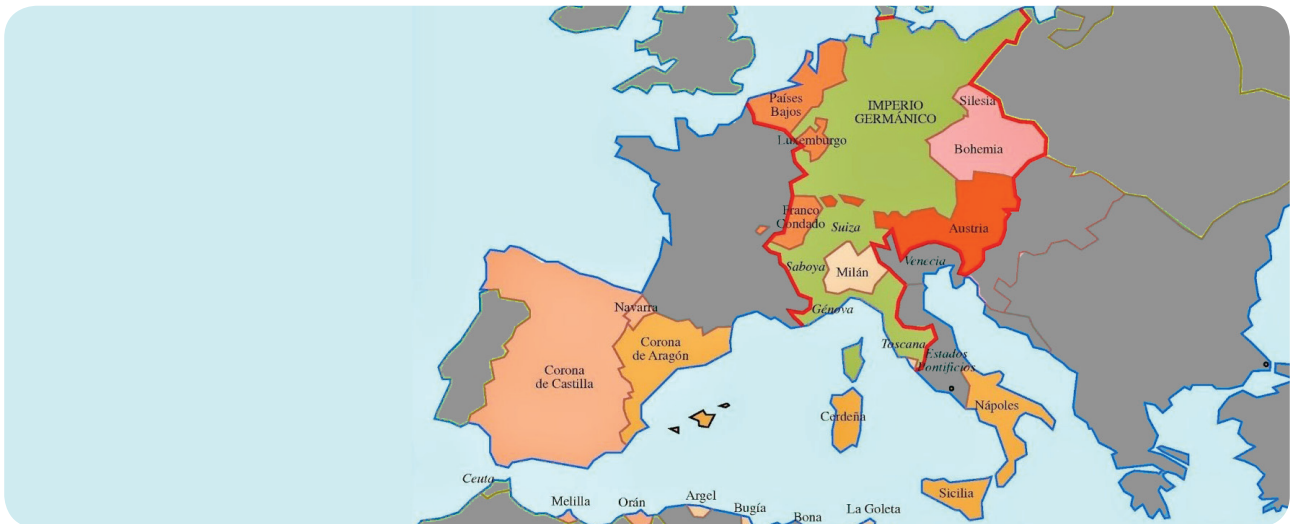 Países
Bajos
IMPERIO
GERMÁNICO
Silesia
Luxemburgo
Bohemia
Franco
Condado
Suiza
Austria
Saboya
Milán
Venecia
Génova
Toscana
Estados
Pontificios
Navarra
Corona
de Aragón
Corona
de Castilla
Cerdeña
Nápoles
Sicilia
Ceuta
Melilla
Orán
Argel
Bugía
Bona
La Goleta